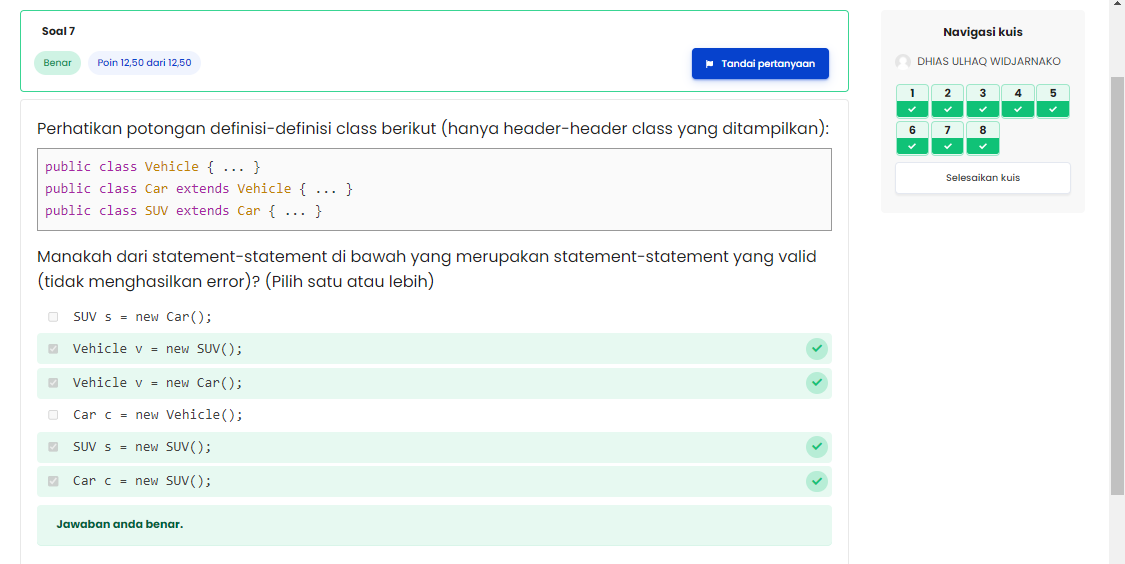 Soal 7
Benar
Poin 12,50 dari 12,50
Tandai pertanyaan
Perhatikan potongan definisi-definisi class berikut (hanya header-header class yang ditampilkan):
public class Vehicle { ... }
public class Car extends Vehicle { ... }
public class SUV extends Car { ... }
Manakah dari statement-statement di bawah yang merupakan statement-statement yang valid
(tidak menghasilkan error)? (Pilih satu atau lebih)
SUV s = new Car();
Vehicle v = new SUV();
Vehicle v = new Car();
Car c = new Vehicle();
SUV s = new SUV();
Car c = new SUV();
Jawaban anda benar.
Navigasi kuis
DHIAS ULHAQ WIDJARNAKO
1 2 3 4 5
6 7 8
Selesaikan kuis